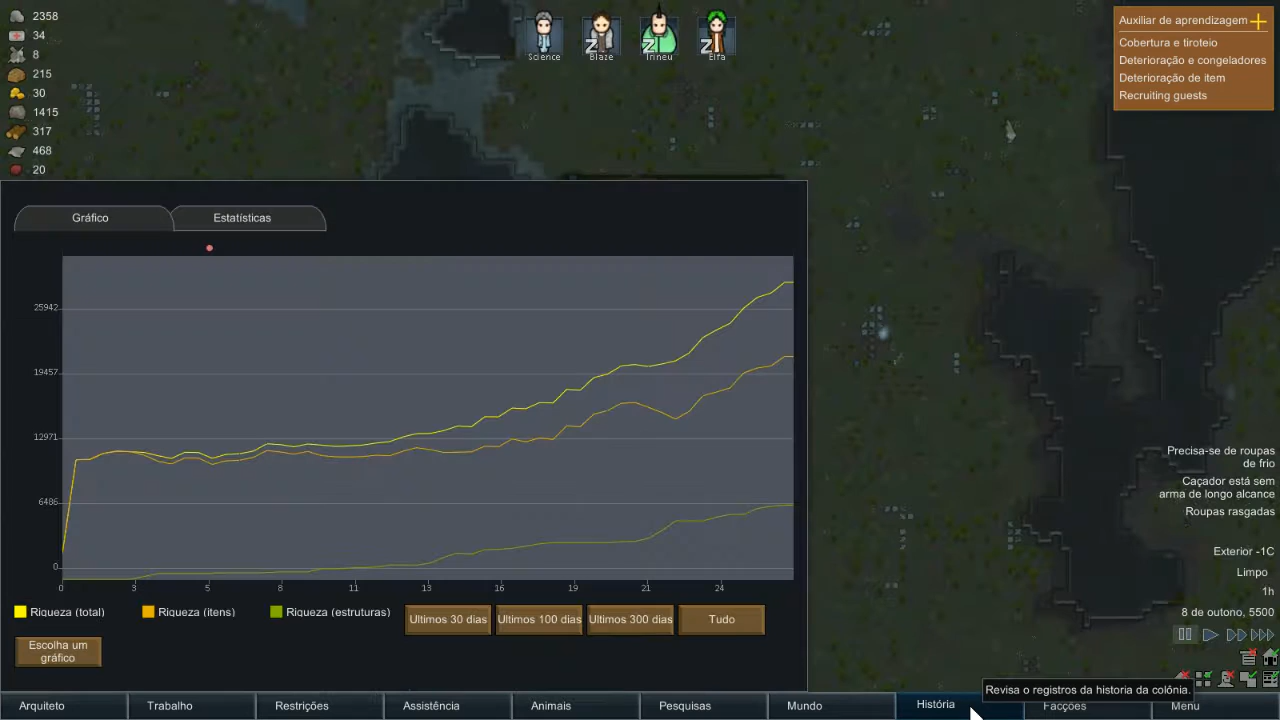 2358
34
8
215
30
1415
317
468
20
Science
Blaze
Irineu
Elfa
Auxiliar de aprendizagem
Cobertura e tiroteio
Deterioração e congeladores
Deterioração de item
Recruiting guests
Gráfico
Estatísticas
25942
19457
12971
6486
0
0 3 5 8 11 13 16 19 21 24
Riqueza (total)
Riqueza (itens)
Riqueza (estruturas)
Ultimos 30 dias
Ultimos 100 dias
Ultimos 300 dias
Tudo
Escolha um
gráfico
Precisa-se de roupas
de frio
Caçador está sem
arma de longo alcance
Roupas rasgadas
Exterior -1C
Limpo
1h
8 de outono, 5500
Revisa o registros da historia da colônia.
Arquiteto
Trabalho
Restrições
Assistência
Animais
Pesquisas
Mundo
História
Facções
Menu